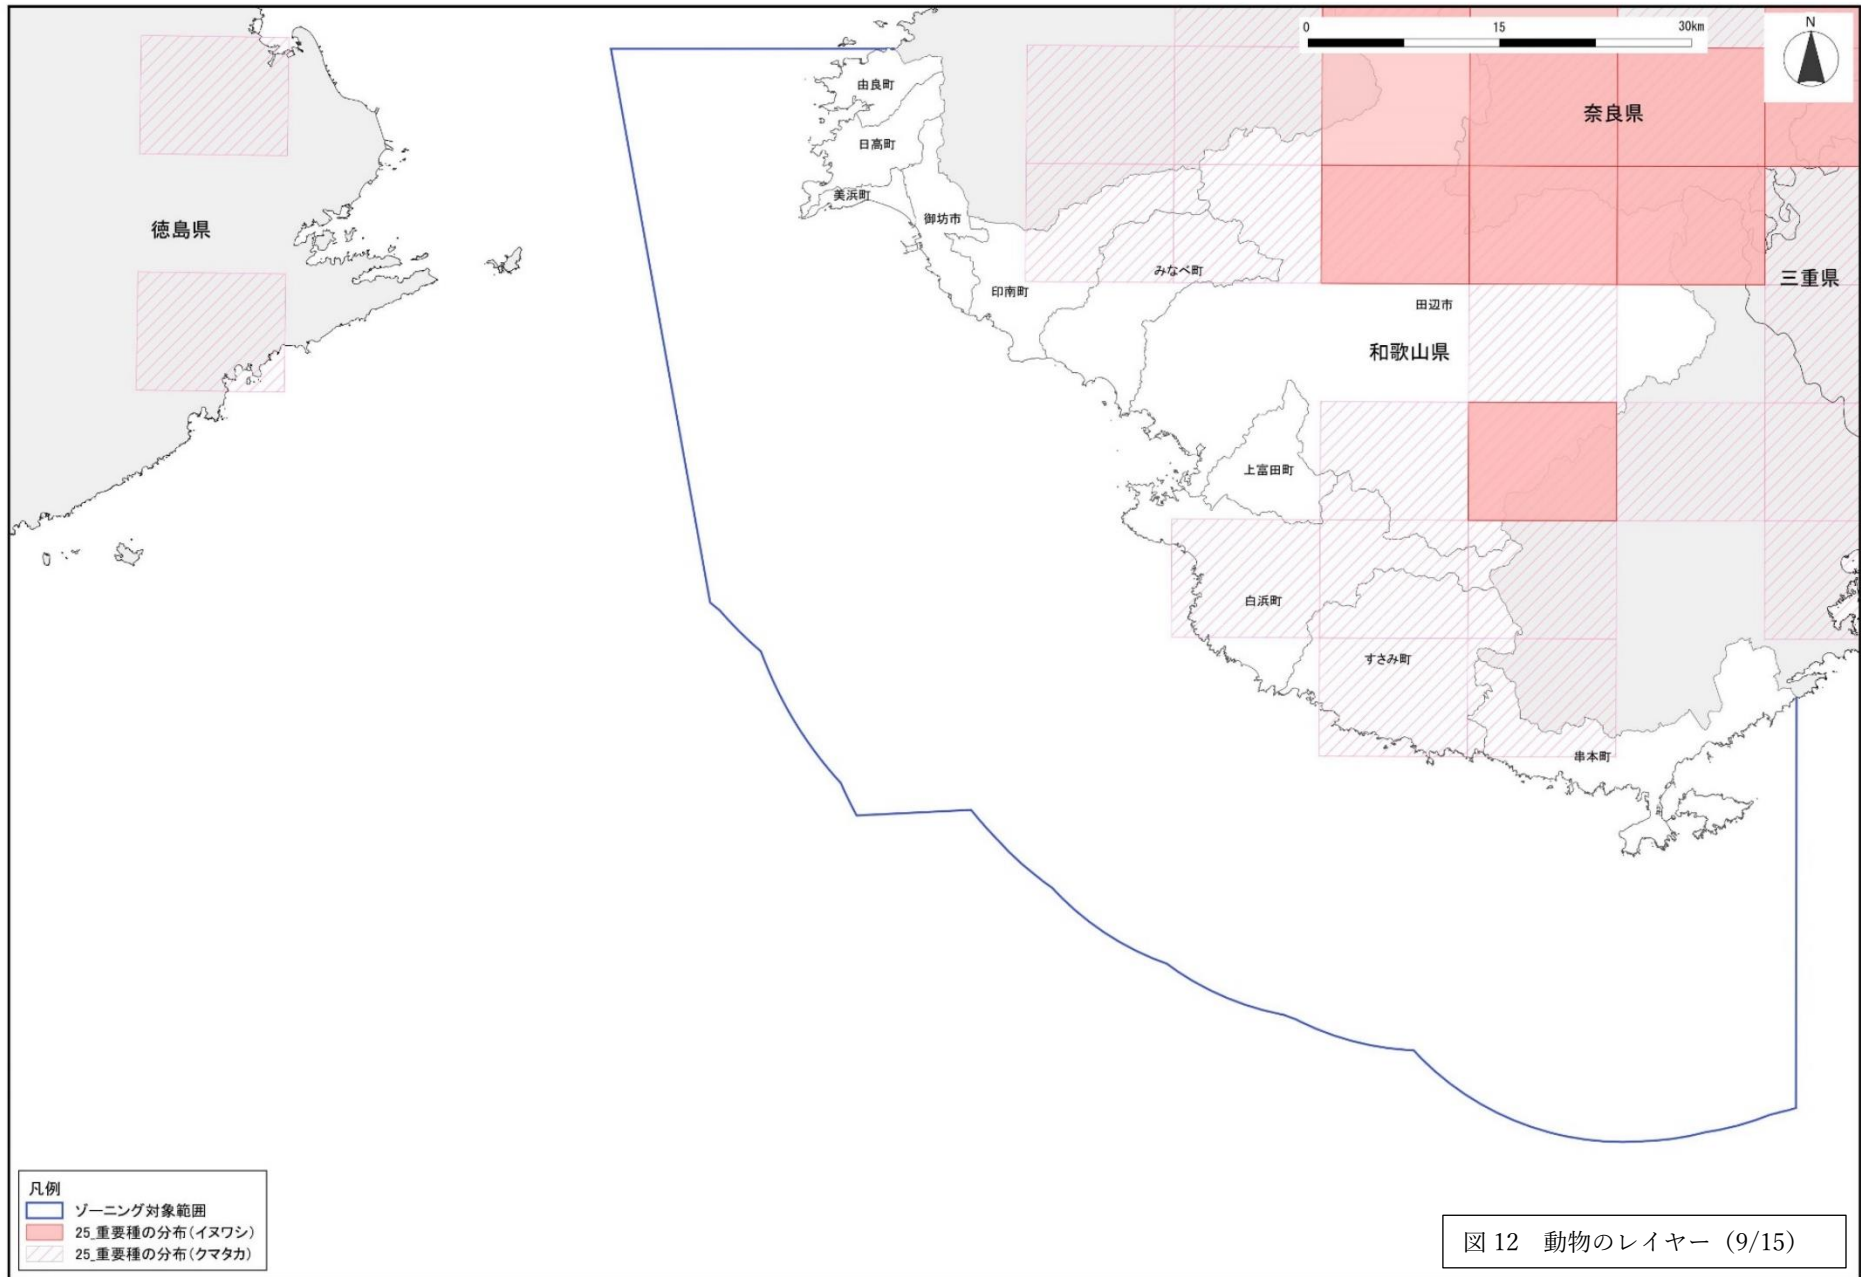 0 15 30km
N
由良町
奈良県
日高町
美浜町
御坊市
徳島県
みなべ町
三重県
印南町
田辺市
和歌山県
上富田町
白浜町
すさみ町
串本町
凡例
ゾーニング対象範囲
25_重要種の分布(イヌワシ)
25_重要種の分布(クマタカ)
図 12 動物のレイヤー（9/15）